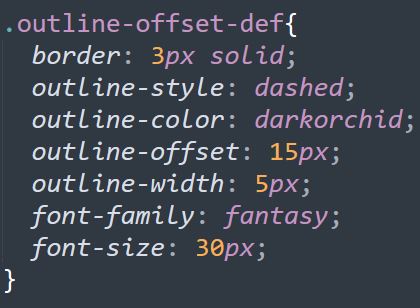 .outline-offset-def{
border: 3px solid;
outline-style: dashed;
outline-color: darkorchid;
outline-offset: 15px;
outline-width: 5px;
font-family: fantasy;
font-size: 30px;
}